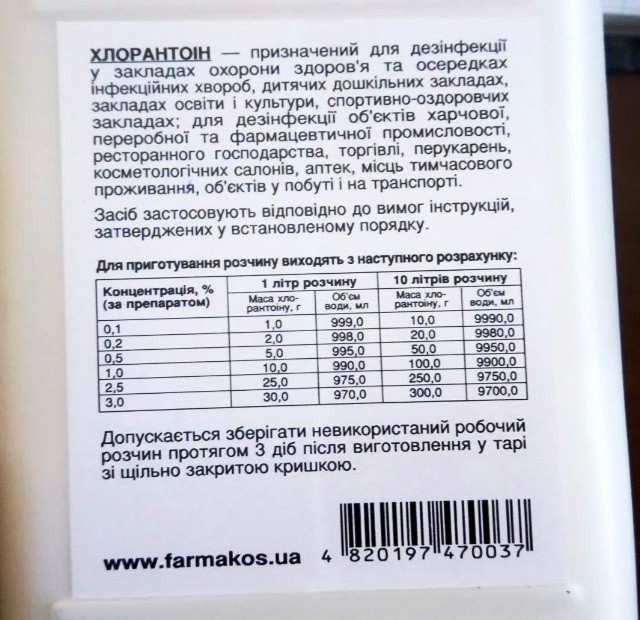 ХЛОРАНТОІН — призначений для дезінфекції
у закладах охорони здоров'я та осередках
інфекційних хвороб, дитячих дошкільних закладах,
закладах освіти і культури, спортивно-оздоровчих
закладах; для дезінфекції об'єктів харчової,
переробної та фармацевтичної промисловості,
ресторанного господарства, торгівлі, перукарень,
косметологічних салонів, аптек, місць тимчасового
проживання, об'єктів у побуті і на транспорті.
Засіб застосовують відповідно до вимог інструкцій,
затверджених у встановленому порядку.
Для приготування розчину виходять з наступного розрахунку:
Концентрація, % 1 літр розчину 10 літрів розчину
(за препаратом) Маса хло- Об'єм Маса хло- Об'єм
рантоїну, г води, мл рантоїну, г води, мл
0,1 1,0 999,0 10,0 9990,0
0,2 2,0 998,0 20,0 9980,0
0,5 5,0 995,0 50,0 9950,0
1,0 10,0 990,0 100,0 9900,0
2,5 25,0 975,0 250,0 9750,0
3,0 30,0 970,0 300,0 9700,0
Допускається зберігати невикористаний робочий
розчин протягом 3 діб після виготовлення у тарі
зі щільно закритою кришкою.
www.farmakos.ua 4 820197 470037